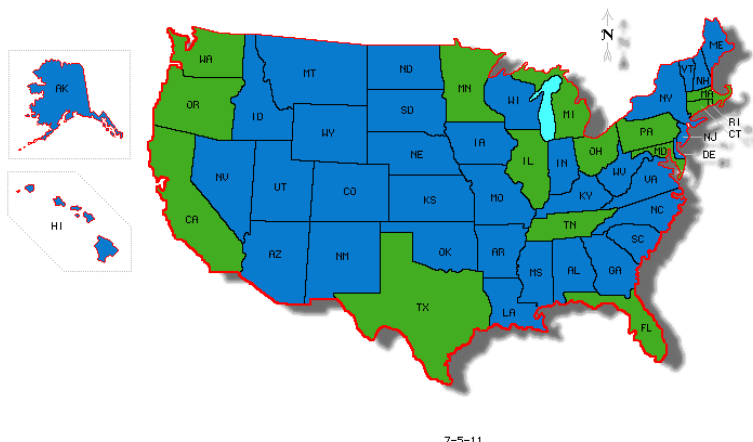 N
AK
HI
WA
OR
CA
NV
ID
MT
WY
UT
AZ
CO
NM
ND
SD
NE
KS
OK
TX
MN
IA
MO
AR
LA
WI
IL
MI
IN
OH
KY
TN
MS
AL
GA
FL
SC
NC
VA
WV
PA
NY
VT
NH
ME
MA
RI
CT
NJ
DE
MD
7-5-11